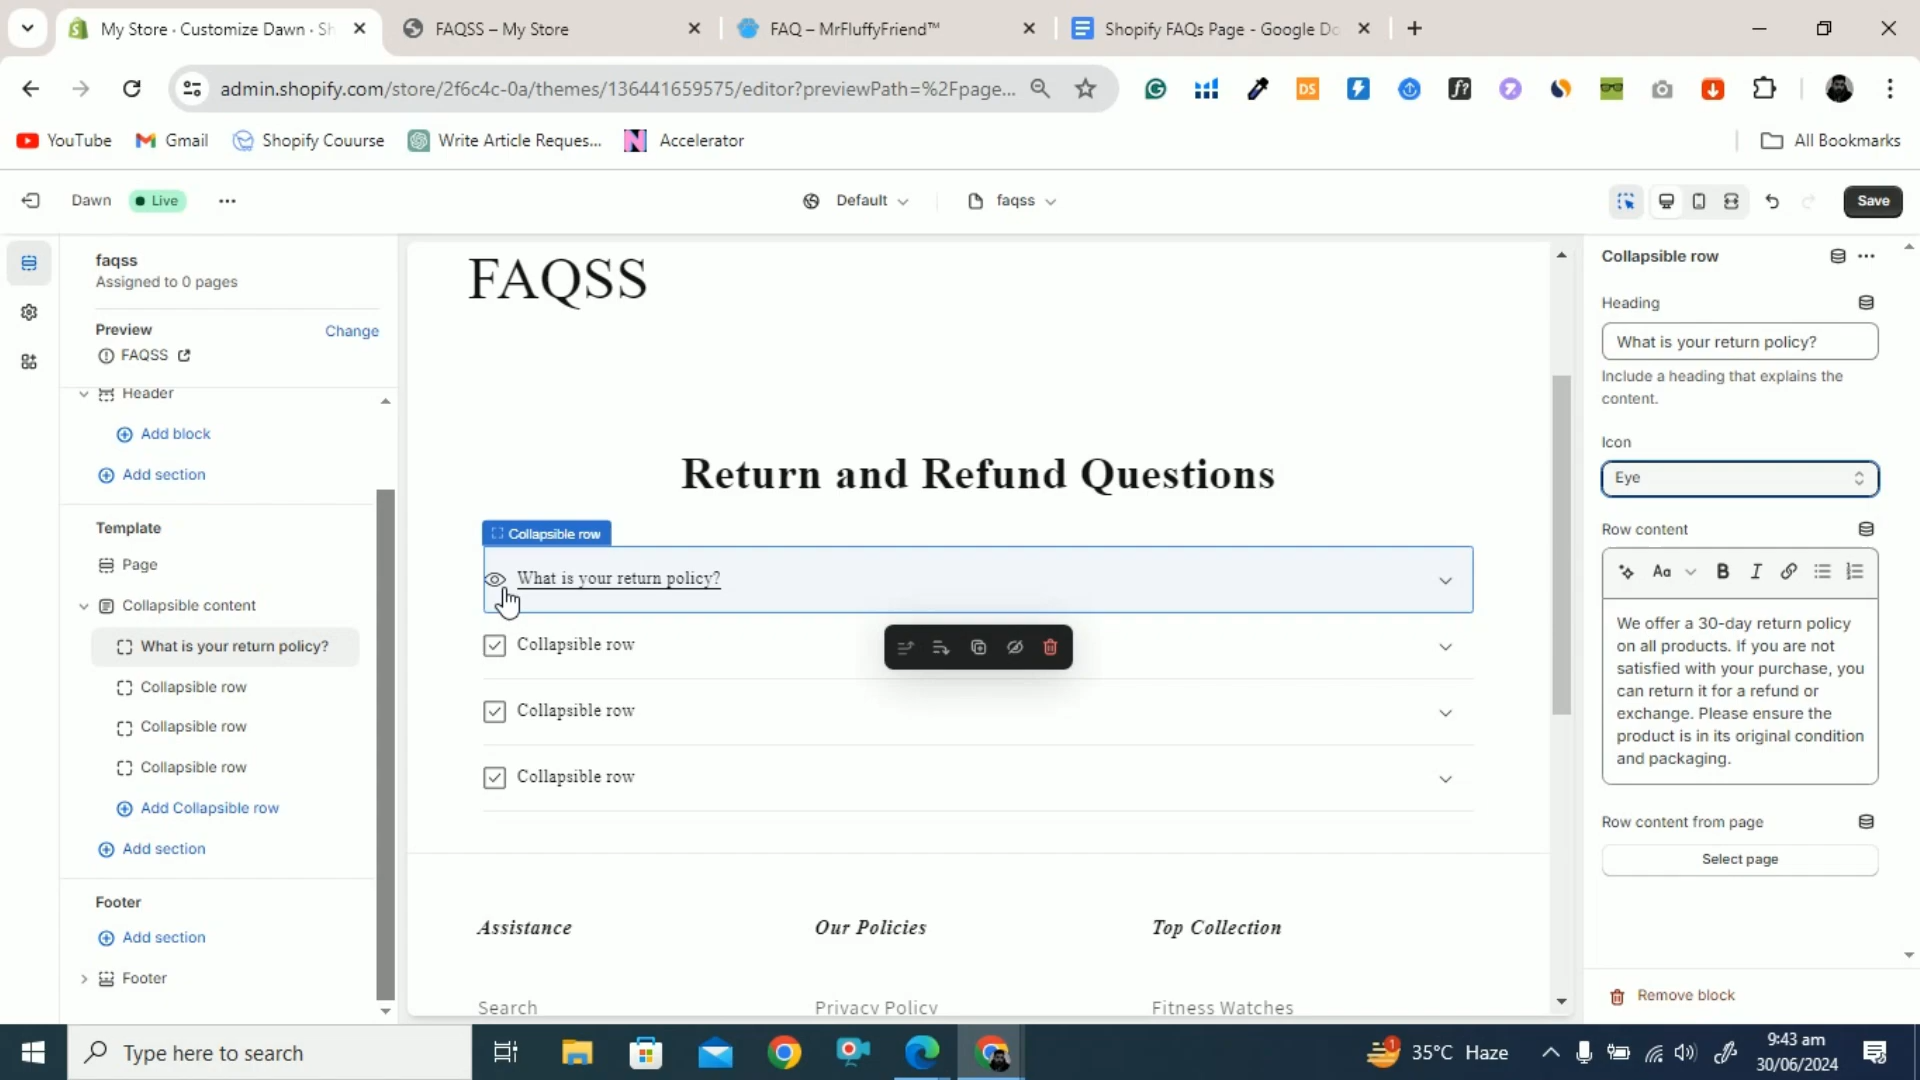 My Store · Customize Dawn · Sh
FAQSS – My Store
FAQ – MrFluffyFriend™
Shopify FAQs Page - Google Do
admin.shopify.com/store/2f6c4c-0a/themes/136441659575/editor?previewPath=%2Fpage...
DS
f?
YouTube
Gmail
Shopify Couurse
Write Article Reques...
N
Accelerator
All Bookmarks
Dawn
Live
Default
faqss
Save
faqss
Assigned to 0 pages
Preview
Change
FAQSS
Header
Add block
Add section
Template
Page
Collapsible content
What is your return policy?
Collapsible row
Collapsible row
Collapsible row
Add Collapsible row
Add section
Footer
Add section
Footer
FAQSS
Return and Refund Questions
Collapsible row
What is your return policy?
Collapsible row
Collapsible row
Collapsible row
Assistance
Our Policies
Top Collection
Search
Privacy Policy
Fitness Watches
Collapsible row
Heading
What is your return policy?
Include a heading that explains the
content.
Icon
Eye
Row content
Aa
B
I
We offer a 30-day return policy
on all products. If you are not
satisfied with your purchase, you
can return it for a refund or
exchange. Please ensure the
product is in its original condition
and packaging.
Row content from page
Select page
Remove block
Type here to search
1
35°C Haze
9:43 am
30/06/2024